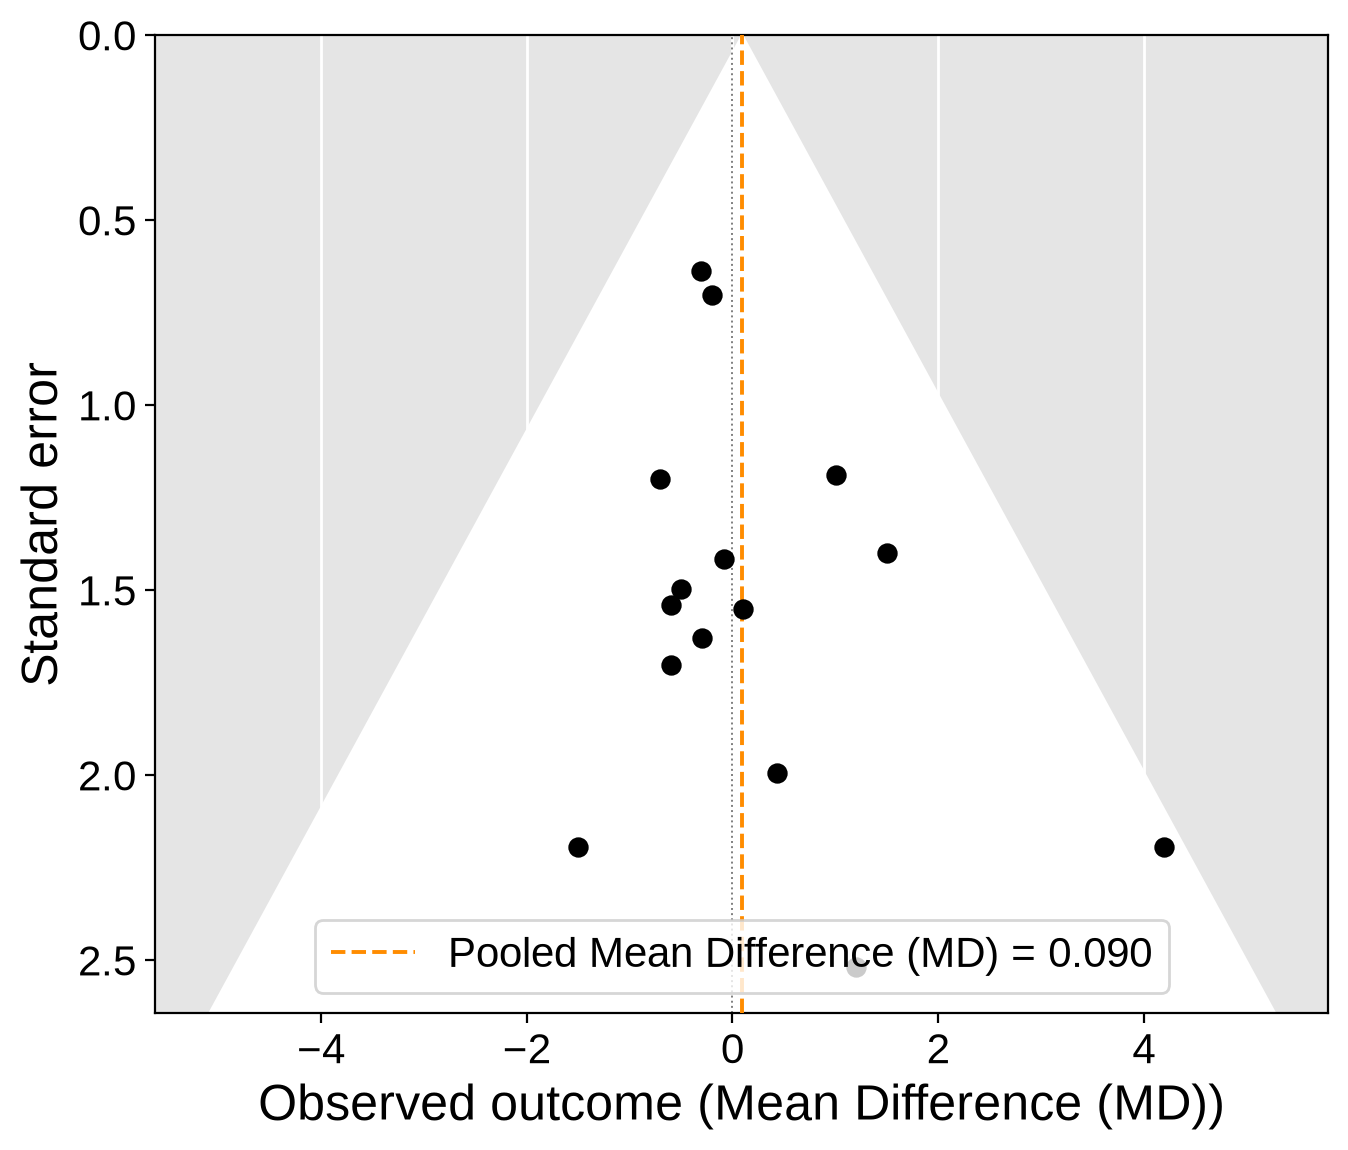 0.0
0.5
1.0
1.5
2.0
2.5
Standard error
Pooled Mean Difference (MD) = 0.090
−4 −2 0 2 4
Observed outcome (Mean Difference (MD))